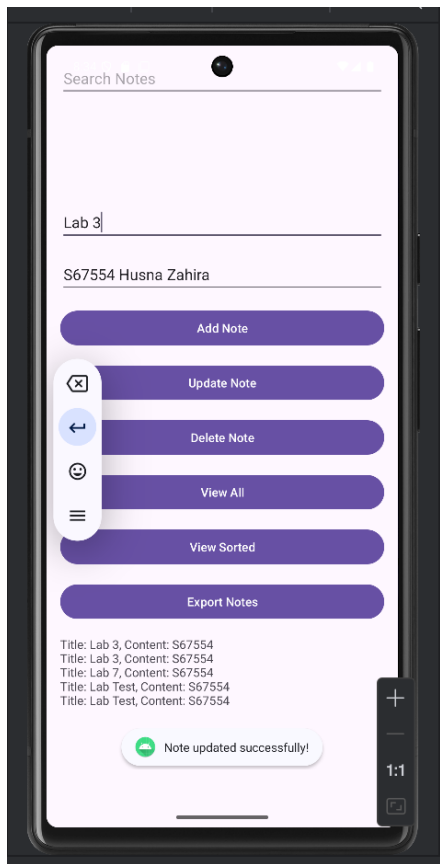 Search Notes
Lab 3
S67554 Husna Zahira
Add Note
Update Note
Delete Note
View All
View Sorted
Export Notes
Title: Lab 3, Content: S67554
Title: Lab 3, Content: S67554
Title: Lab 7, Content: S67554
Title: Lab Test, Content: S67554
Title: Lab Test, Content: S67554
Note updated successfully!
1:1